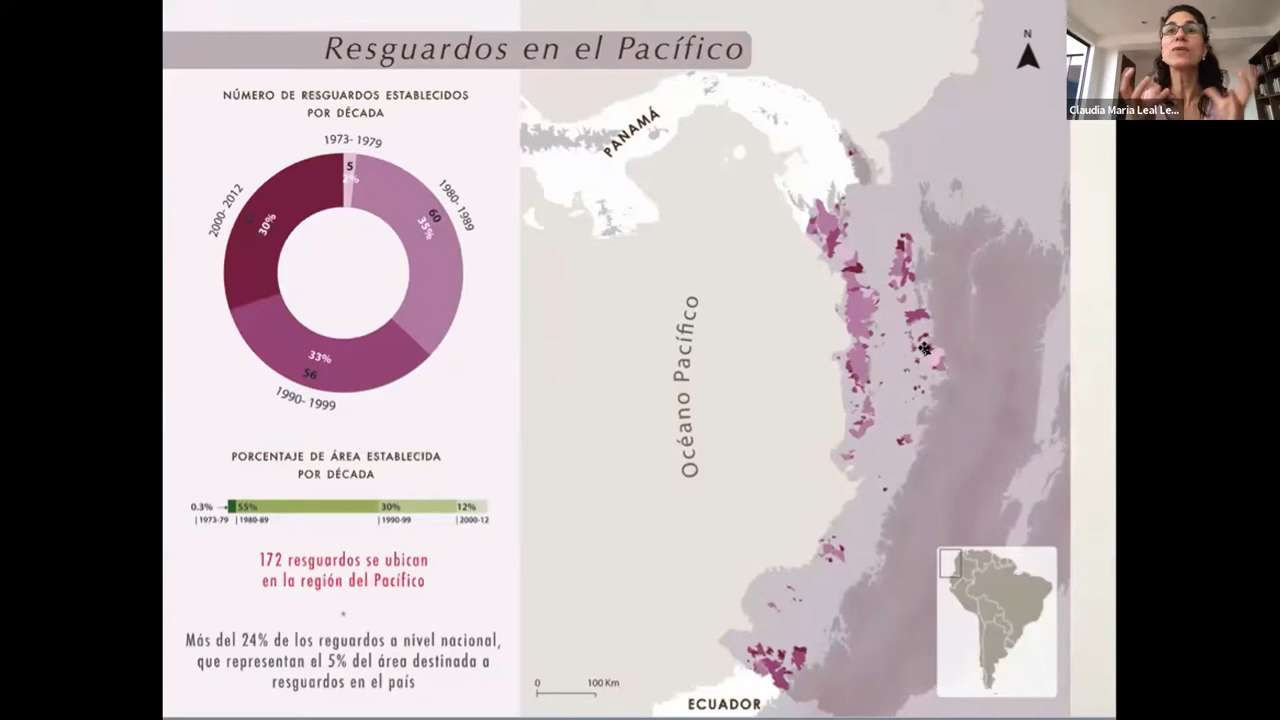 Resguardos en el Pacífico
NÚMERO DE RESGUARDOS ESTABLECIDOS
POR DÉCADA
1973- 1979
5
2%
1980-1989
60
35%
2000-2012
30%
33%
56
1990- 1999
PORCENTAJE DE ÁREA ESTABLECIDA
POR DÉCADA
0.3% 55% 30% 12%
|1973-79 |1980-89 |1990-99 |2000-12
172 resguardos se ubican
en la región del Pacífico
*
Más del 24% de los reguardos a nivel nacional,
que representan el 5% del área destinada a
resguardos en el país
PANAMÁ
Océano Pacífico
0 100 Km
ECUADOR
N
Claudia Maria Leal Le...